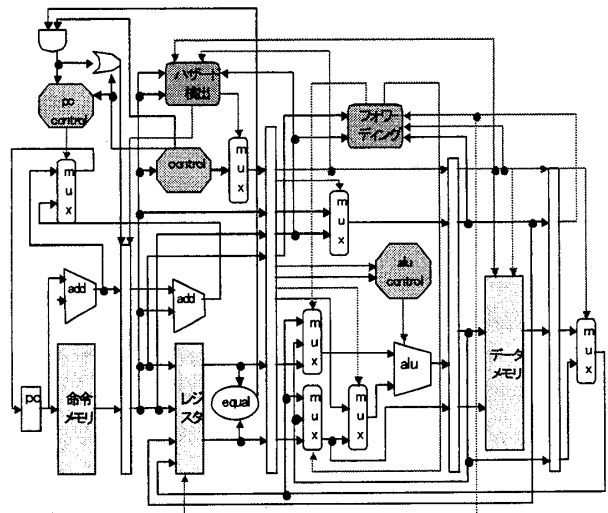 ハザード
検出
pc
control
フォワー
ディング
control
m
u
x
m
u
x
m
u
x
alu
control
add
add
m
u
x
m
u
x
alu
データ
メモリ
m
u
x
pc
命令
メモリ
レジ
スタ
equal
m
u
x
m
u
x